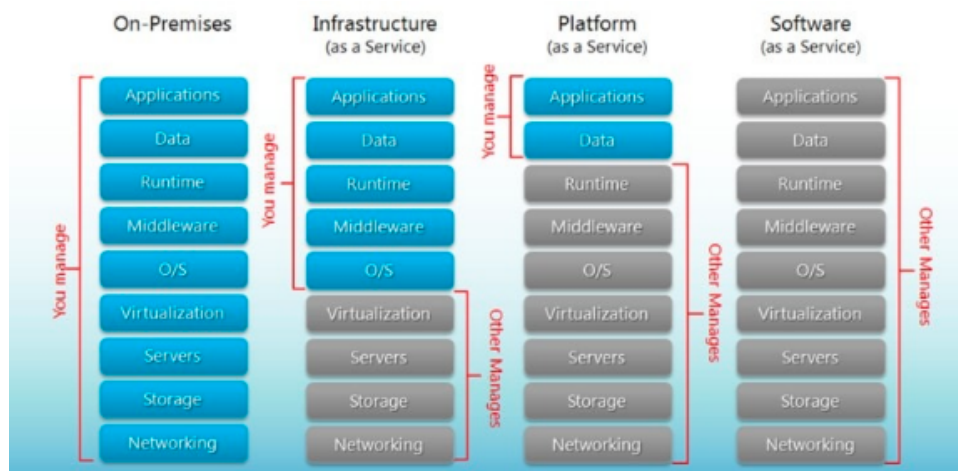 On-Premises
You manage
Applications
Data
Runtime
Middleware
O/S
Virtualization
Servers
Storage
Networking
Infrastructure
(as a Service)
You manage
Applications
Data
Runtime
Middleware
O/S
Virtualization
Servers
Storage
Networking
Other Manages
Platform
(as a Service)
You manage
Applications
Data
Runtime
Middleware
O/S
Virtualization
Servers
Storage
Networking
Other Manages
Software
(as a Service)
Applications
Data
Runtime
Middleware
O/S
Virtualization
Servers
Storage
Networking
Other Manages